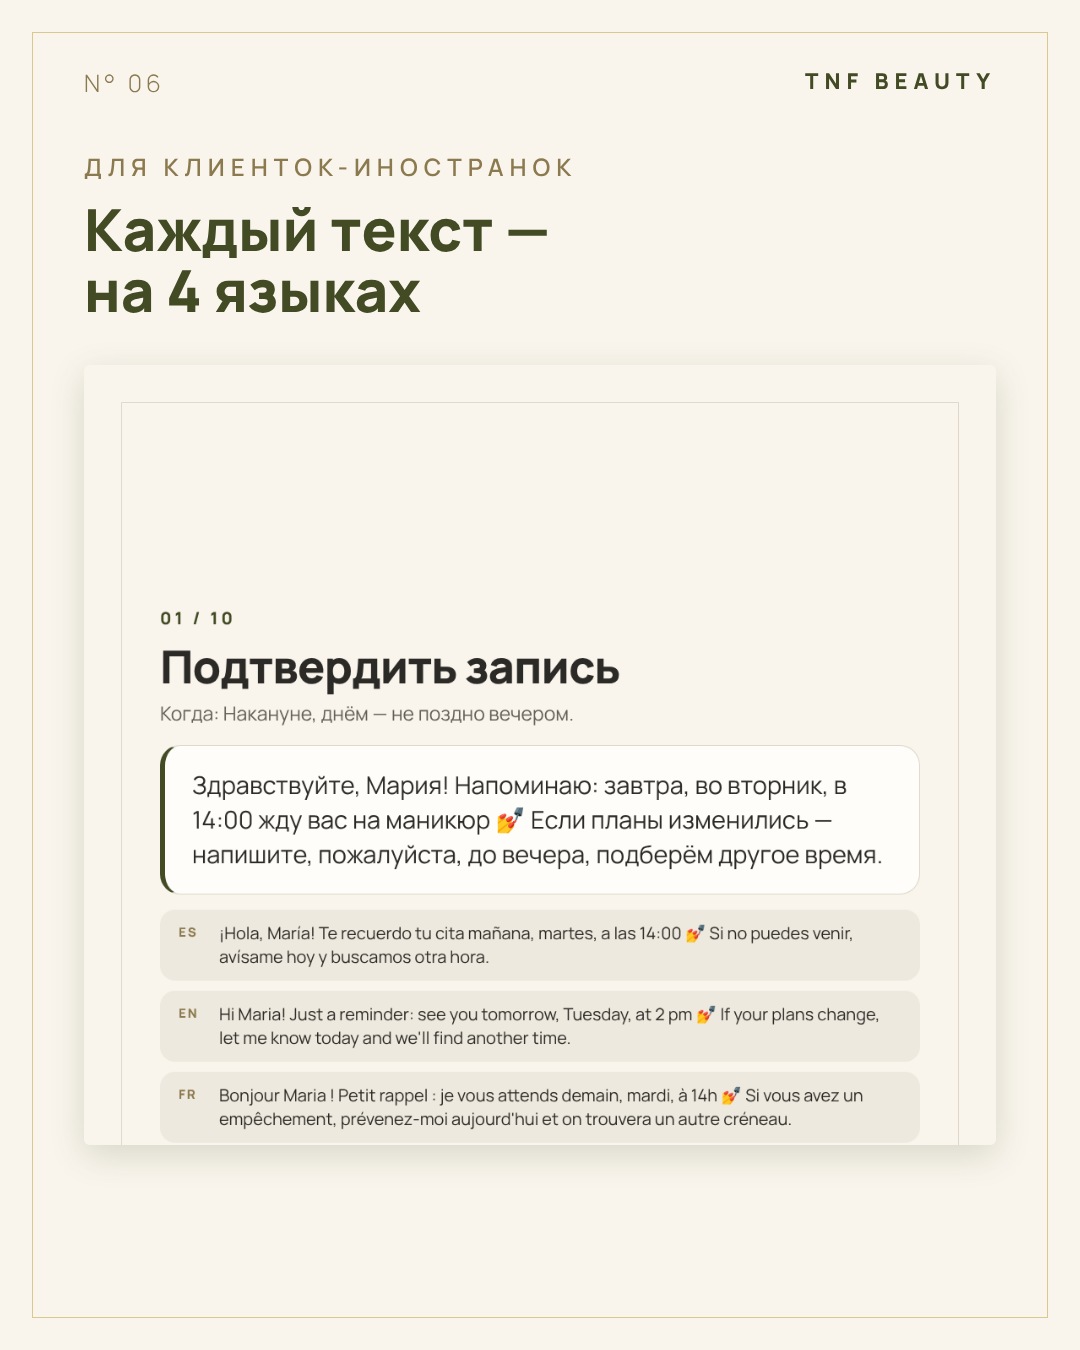 N° 06
TNF BEAUTY
ДЛЯ КЛИЕНТОК-ИНОСТРАНОК
Каждый текст —
на 4 языках
01 / 10
Подтвердить запись
Когда: Накануне, днём — не поздно вечером.
Здравствуйте, Мария! Напоминаю: завтра, во вторник, в
14:00 жду вас на маникюр 💅 Если планы изменились —
напишите, пожалуйста, до вечера, подберём другое время.
ES ¡Hola, María! Te recuerdo tu cita mañana, martes, a las 14:00 💅 Si no puedes venir,
avísame hoy y buscamos otra hora.
EN Hi Maria! Just a reminder: see you tomorrow, Tuesday, at 2 pm 💅 If your plans change,
let me know today and we'll find another time.
FR Bonjour Maria ! Petit rappel : je vous attends demain, mardi, à 14h 💅 Si vous avez un
empêchement, prévenez-moi aujourd'hui et on trouvera un autre créneau.